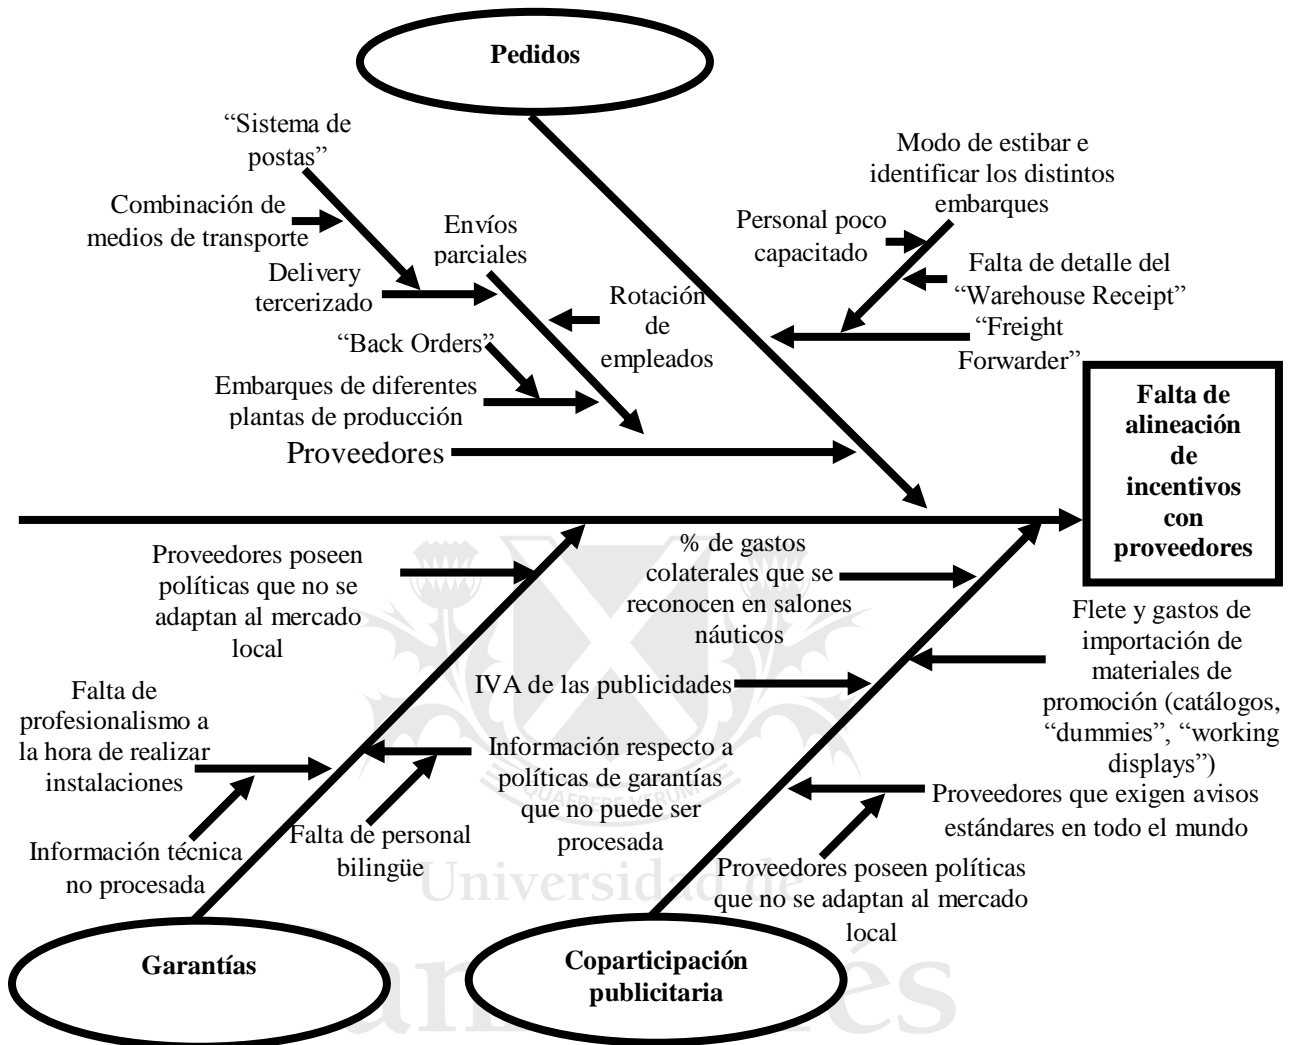 Pedidos
“Sistema de
postas”
Combinación de
medios de transporte
Envíos
parciales
Delivery
tercerizado
Rotación
de
empleados
“Back Orders”
Embarques de diferentes
plantas de producción
Proveedores
Modo de estibar e
identificar los distintos
embarques
Personal poco
capacitado
Falta de detalle del
“Warehouse Receipt”
“Freight
Forwarder”
Falta de
alineación
de
incentivos
con
proveedores
Proveedores poseen
políticas que no se
adaptan al mercado
local
% de gastos
colaterales que se
reconocen en salones
náuticos
Flete y gastos de
importación de
materiales de
promoción (catálogos,
“dummies”, “working
displays”)
IVA de las publicidades
Falta de
profesionalismo a
la hora de realizar
instalaciones
Información respecto a
políticas de garantías
que no puede ser
procesada
Proveedores que exigen avisos
estándares en todo el mundo
Información técnica
no procesada
Falta de personal
bilingüe
Proveedores poseen políticas
que no se adaptan al mercado
local
Garantías
Coparticipación
publicitaria
QUAERERE VERUM
Universidad de